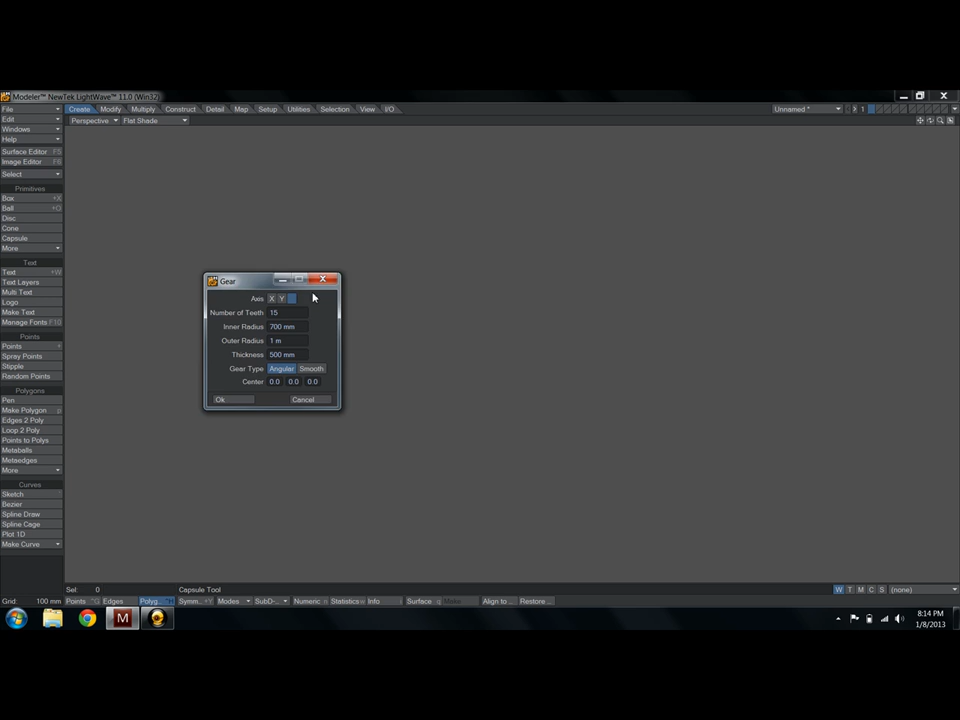 Modeler™ NewTek LightWave™ 11.0 (Win32)
File Create Modify Multiply Construct Detail Map Setup Utilities Selection View I/O Unnamed * 1
Edit Perspective Flat Shade
Windows
Help
Surface Editor F5
Image Editor F6
Select
Primitives
Box +X
Ball +O
Disc
Cone
Capsule
More
Text
Text +W
Text Layers
Multi Text
Logo
Make Text
Manage Fonts F10
Points
Points +
Spray Points
Stipple
Random Points
Polygons
Pen
Make Polygon p
Edges 2 Poly
Loop 2 Poly
Points to Polys
Metaballs
Metaedges
More
Curves
Sketch
Bezier
Spline Draw
Spline Cage
Plot 1D
Make Curve
Gear
Axis X Y
Number of Teeth 15
Inner Radius 700 mm
Outer Radius 1 m
Thickness 500 mm
Gear Type Angular Smooth
Center 0.0 0.0 0.0
Ok Cancel
Sel: 0 Capsule Tool W T M C S (none)
Grid: 100 mm Points ^G Edges Polyg... ^H Symm... +Y Modes SubD-... Numeric n Statistics w Info i Surface q Make Align to ... Restore...
8:14 PM
1/8/2013